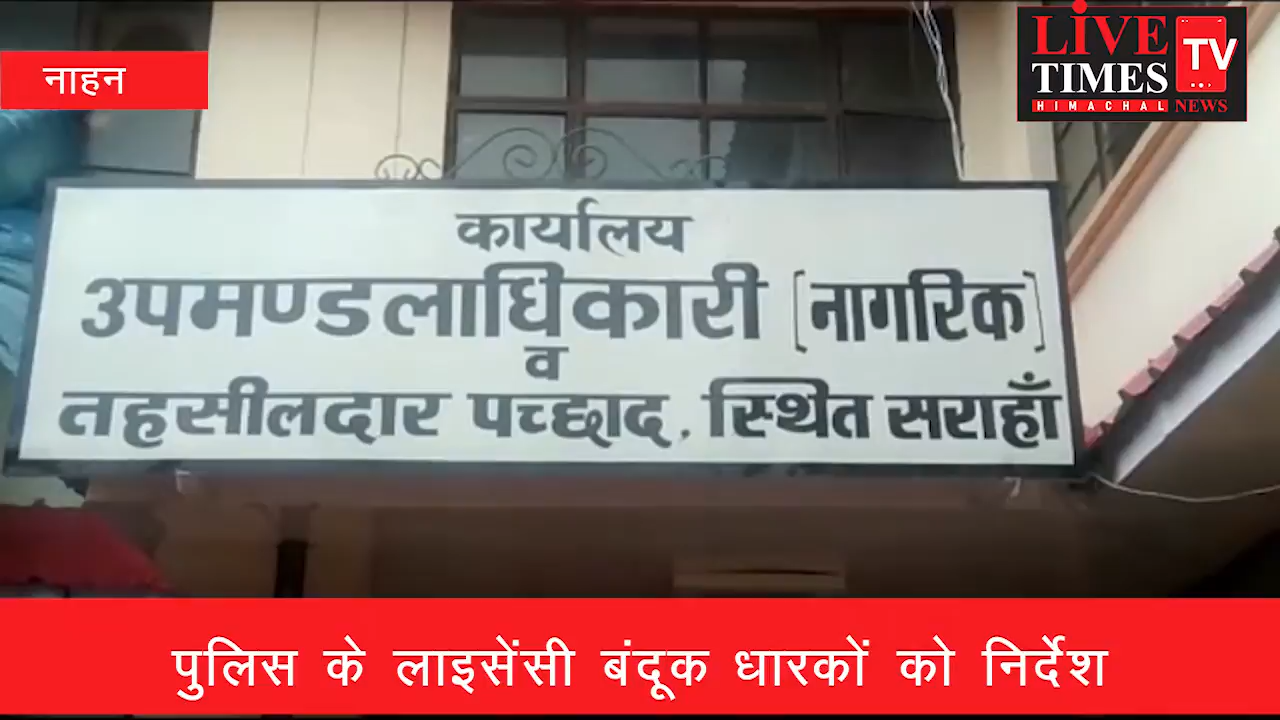 नाहन
LIVE
TIMES
TV
HIMACHAL NEWS
कार्यालय
उपमण्डलाधिकारी [नागरिक]
व
तहसीलदार पच्छाद, स्थित सराहाँ
पुलिस के लाइसेंसी बंदूक धारकों को निर्देश